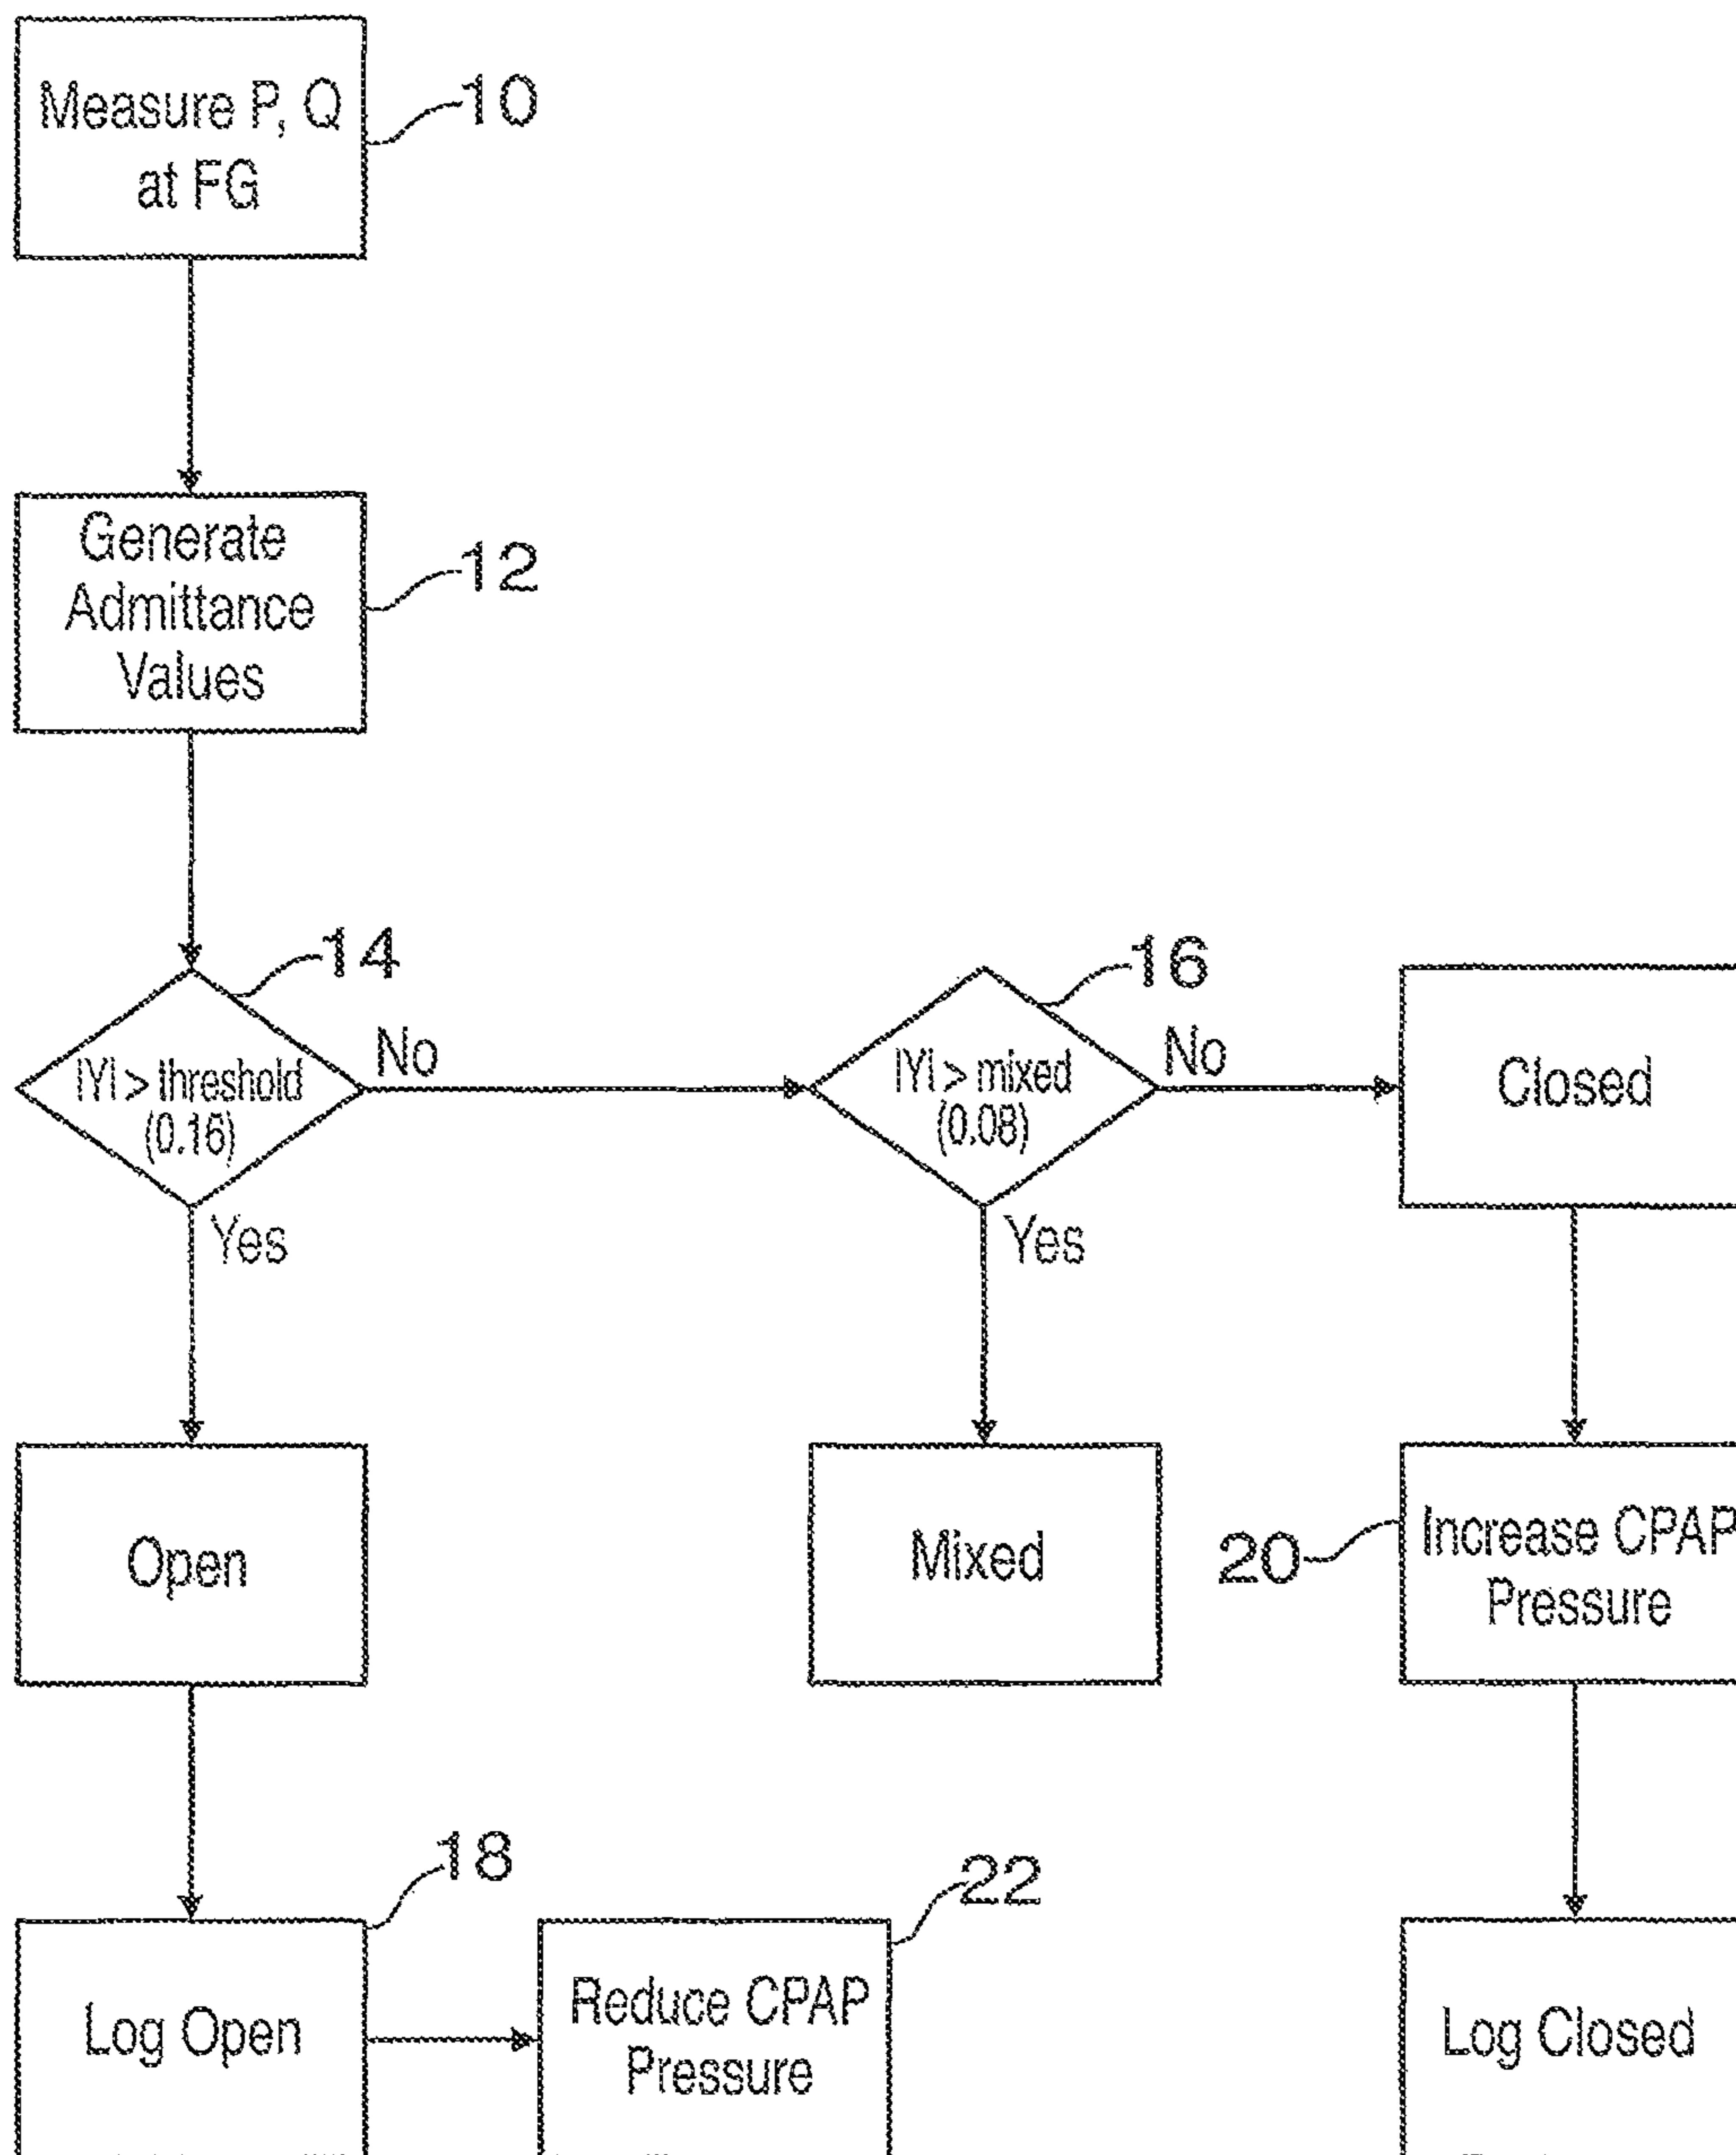 Measure P, Q
at FG
10
Generate
Admittance
Values
12
14
|Y| > threshold
(0.16)
No
Yes
16
|Y| > mixed
(0.08)
No
Yes
Closed
Open
Mixed
20
Increase CPAP
Pressure
18
Log Open
22
Reduce CPAP
Pressure
Log Closed